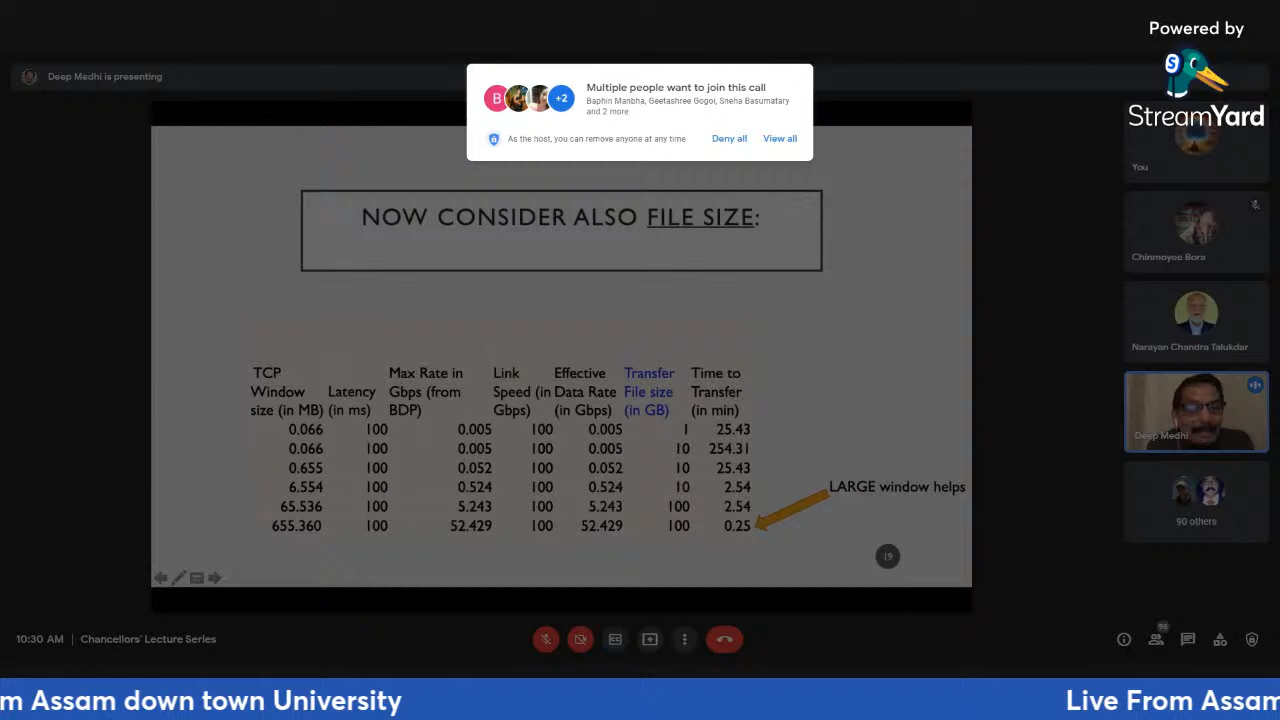 Powered by
StreamYard
Deep Medhi is presenting
B
+2
Multiple people want to join this call
Baphin Manbha, Geetashree Gogoi, Sneha Basumatary
and 2 more
As the host, you can remove anyone at any time
Deny all
View all
You
Chinmoyee Bora
Narayan Chandra Talukdar
Deep Medhi
90 others
NOW CONSIDER ALSO FILE SIZE:
TCP Window size (in MB) Latency (in ms) Max Rate in Gbps (from BDP) Link Speed (in Gbps) Effective Data Rate (in Gbps) Transfer File size (in GB) Time to Transfer (in min)
0.066 100 0.005 100 0.005 1 25.43
0.066 100 0.005 100 0.005 10 254.31
0.655 100 0.052 100 0.052 10 25.43
6.554 100 0.524 100 0.524 10 2.54
65.536 100 5.243 100 5.243 100 2.54
655.360 100 52.429 100 52.429 100 0.25
LARGE window helps
19
10:30 AM | Chancellors' Lecture Series
96
m Assam down town University
Live From Assam